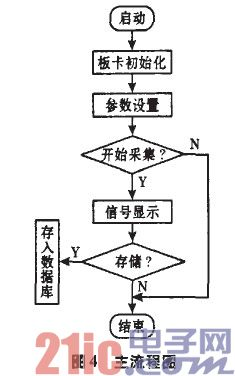 启动
板卡初始化
参数设置
开始采集?
N
Y
信号显示
存入数据库
Y
存储?
N
结束
图4 主流程图
21ic电子网
.com